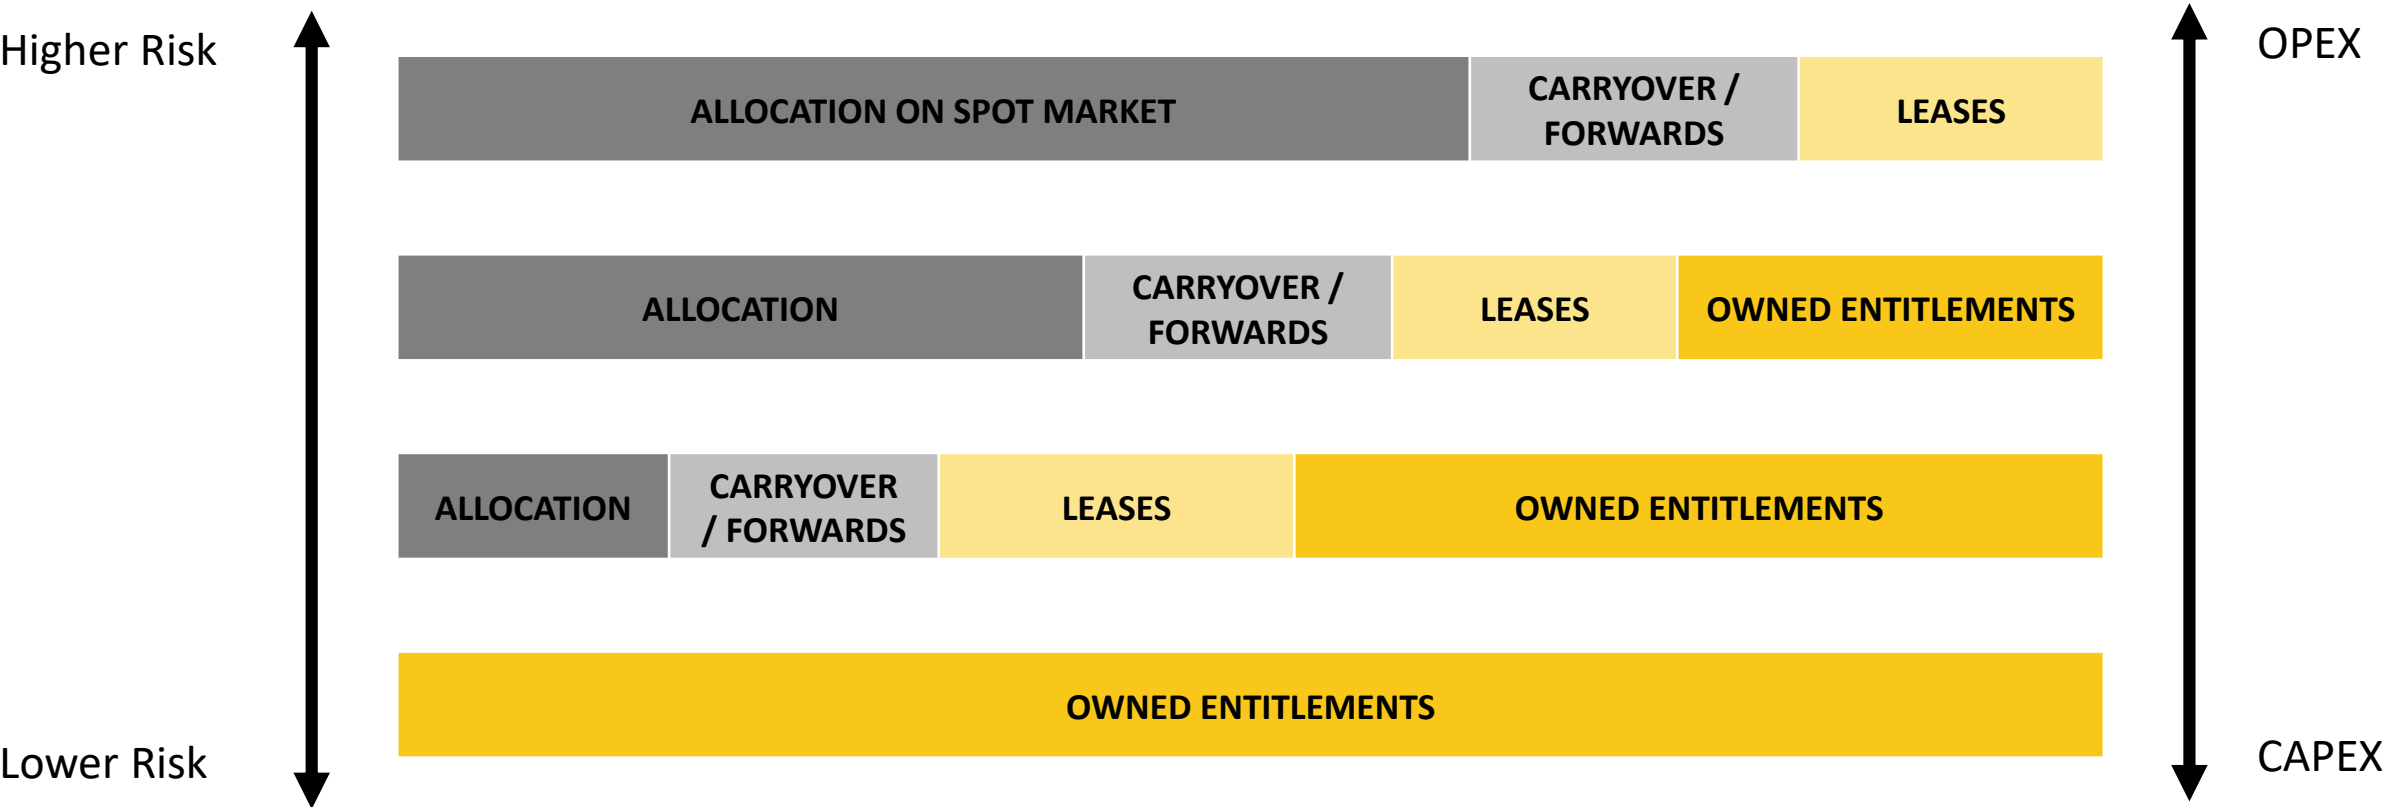 Higher Risk
OPEX
ALLOCATION ON SPOT MARKET
CARRYOVER /
FORWARDS
LEASES
ALLOCATION
CARRYOVER /
FORWARDS
LEASES
OWNED ENTITLEMENTS
ALLOCATION
CARRYOVER
/ FORWARDS
LEASES
OWNED ENTITLEMENTS
OWNED ENTITLEMENTS
Lower Risk
CAPEX